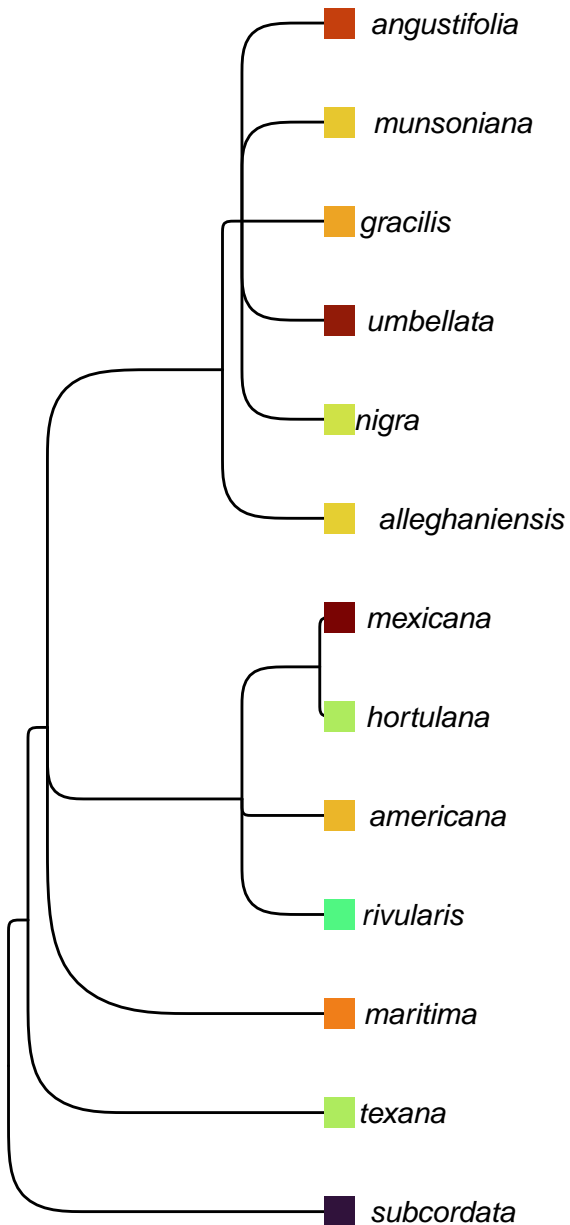 angustifolia
munsoniana
gracilis
umbellata
nigra
alleghaniensis
mexicana
hortulana
americana
rivularis
maritima
texana
subcordata